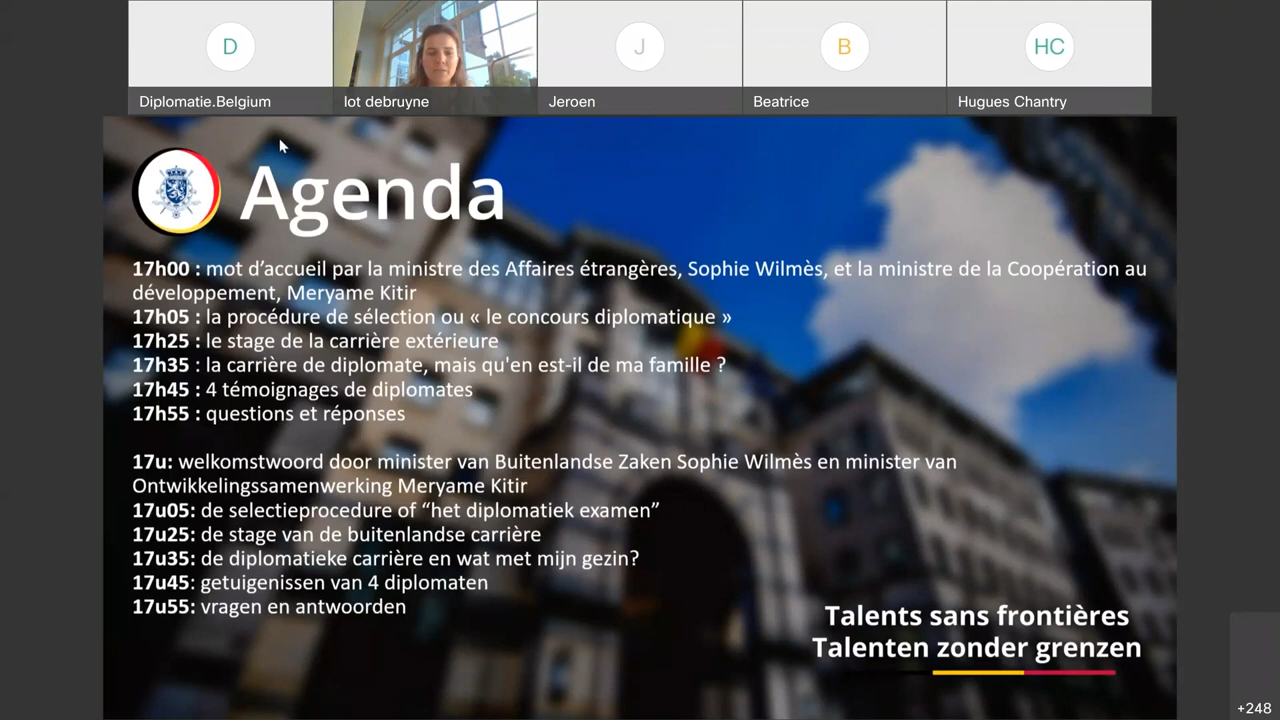 D
J
B
HC
Diplomatie.Belgium
lot debruyne
Jeroen
Beatrice
Hugues Chantry
Agenda
17h00 : mot d’accueil par la ministre des Affaires étrangères, Sophie Wilmès, et la ministre de la Coopération au
développement, Meryame Kitir
17h05 : la procédure de sélection ou « le concours diplomatique »
17h25 : le stage de la carrière extérieure
17h35 : la carrière de diplomate, mais qu'en est-il de ma famille ?
17h45 : 4 témoignages de diplomates
17h55 : questions et réponses
17u: welkomstwoord door minister van Buitenlandse Zaken Sophie Wilmès en minister van
Ontwikkelingssamenwerking Meryame Kitir
17u05: de selectieprocedure of “het diplomatiek examen”
17u25: de stage van de buitenlandse carrière
17u35: de diplomatieke carrière en wat met mijn gezin?
17u45: getuigenissen van 4 diplomaten
17u55: vragen en antwoorden
Talents sans frontières
Talenten zonder grenzen
+248